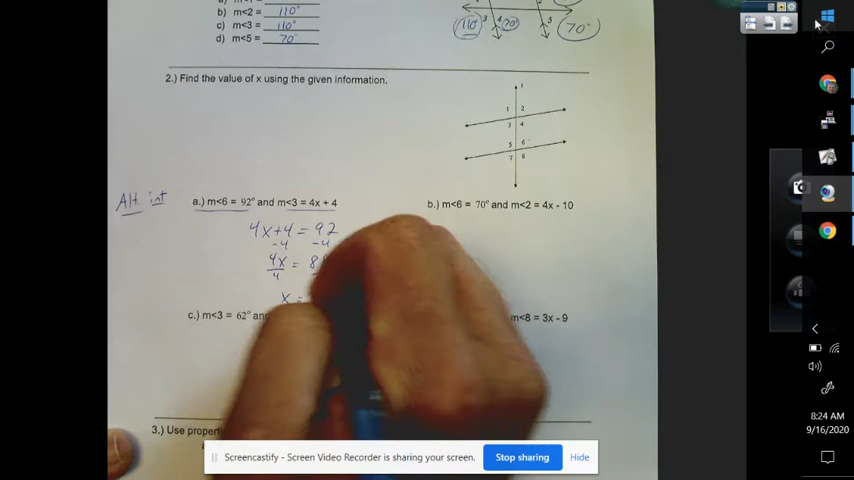 b) m<2 = 110°
c) m<3 = 110°
d) m<5 = 70°
110° 3 4 70° 5 70°
2.) Find the value of x using the given information.
1
1 2
3 4
5 6
7 8
Alt. int
a.) m<6 = 92° and m<3 = 4x + 4
b.) m<6 = 70° and m<2 = 4x - 10
4x+4 = 92
-4 -4
4x = 8
4
x =
c.) m<3 = 62° and
m<8 = 3x - 9
3.) Use
Screencastify - Screen Video Recorder is sharing your screen.
Stop sharing
Hide
8:24 AM
9/16/2020